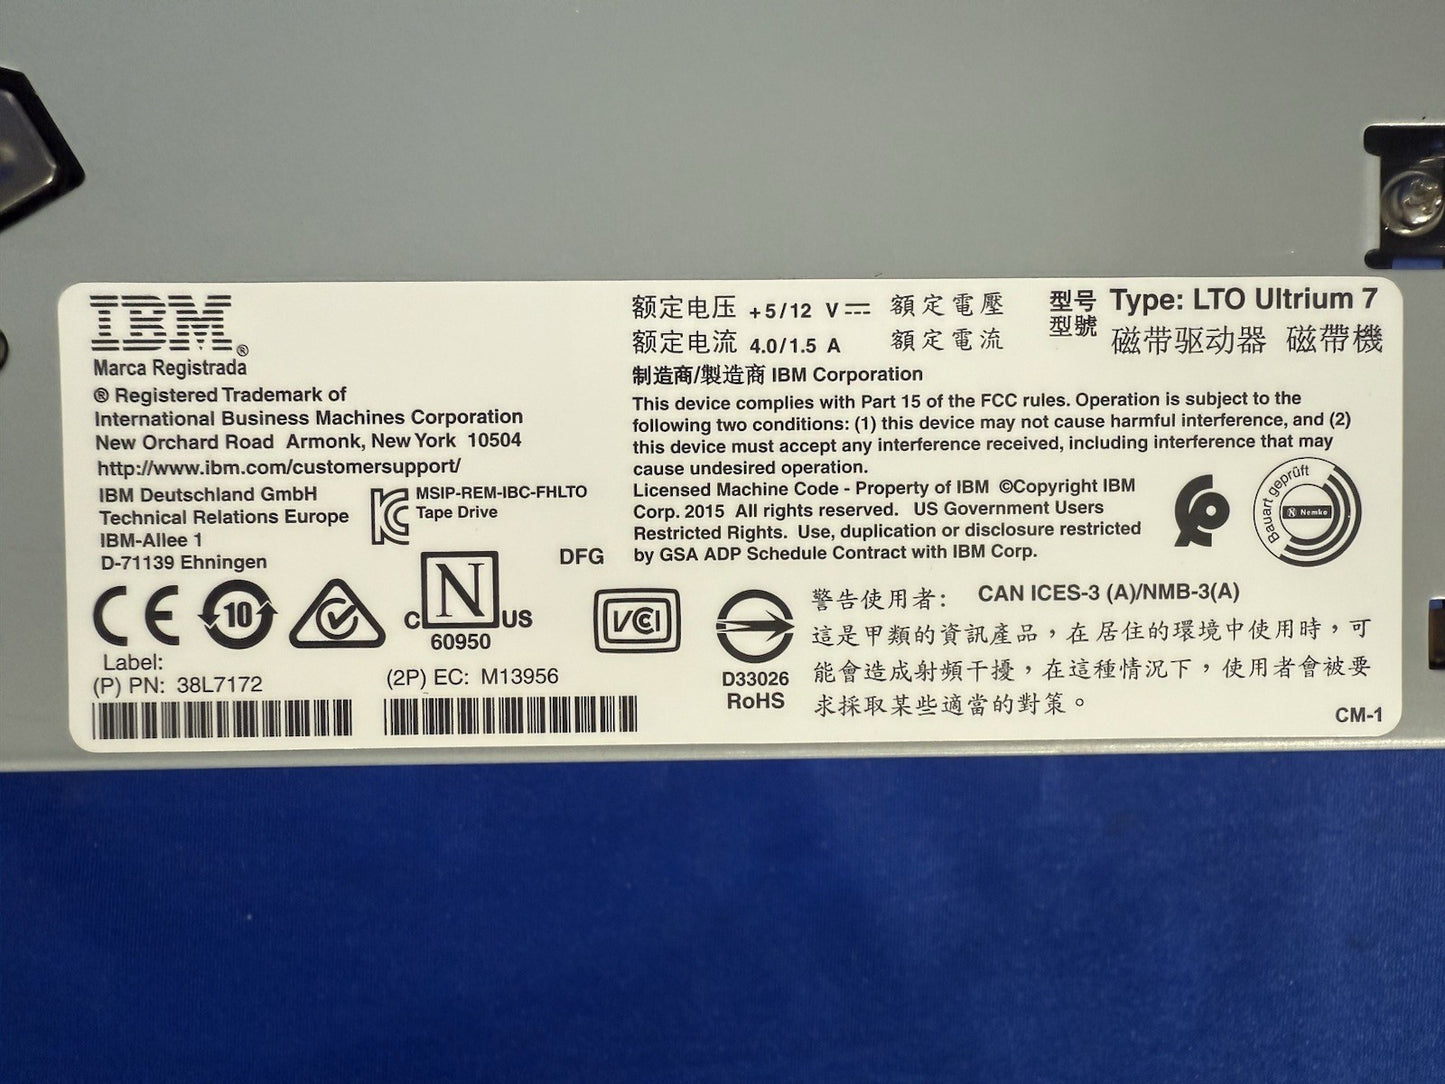 IBM®
Marca Registrada
® Registered Trademark of
International Business Machines Corporation
New Orchard Road Armonk, New York 10504
http://www.ibm.com/customersupport/
IBM Deutschland GmbH
Technical Relations Europe
IBM-Allee 1
D-71139 Ehningen
MSIP-REM-IBC-FHLTO
Tape Drive
DFG
CE
10
C N US
60950
VCCI
Label:
(P) PN: 38L7172
(2P) EC: M13956
额定电压 +5/12 V 額定電壓
额定电流 4.0/1.5 A 額定電流
制造商/製造商 IBM Corporation
型号 Type: LTO Ultrium 7
型號 磁带驱动器 磁帶機
This device complies with Part 15 of the FCC rules. Operation is subject to the
following two conditions: (1) this device may not cause harmful interference, and (2)
this device must accept any interference received, including interference that may
cause undesired operation.
Licensed Machine Code - Property of IBM ©Copyright IBM
Corp. 2015 All rights reserved. US Government Users
Restricted Rights. Use, duplication or disclosure restricted
by GSA ADP Schedule Contract with IBM Corp.
Bauart geprüft
N Nemko
D33026
RoHS
警告使用者: CAN ICES-3 (A)/NMB-3(A)
這是甲類的資訊產品，在居住的環境中使用時，可
能會造成射頻干擾，在這種情況下，使用者會被要
求採取某些適當的對策。
CM-1